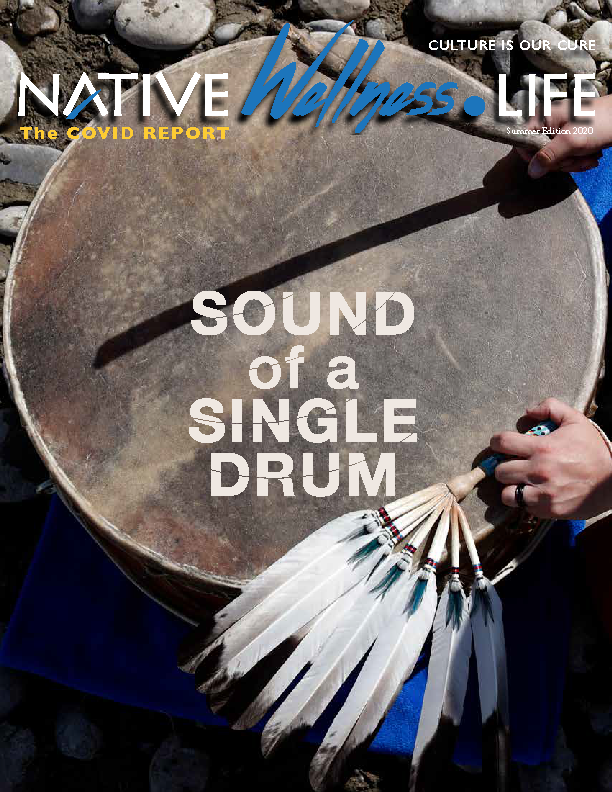 CULTURE IS OUR CURE
NATIVE Wellness.LIFE
The COVID REPORT
Summer Edition 2020
SOUND
of a
SINGLE
DRUM